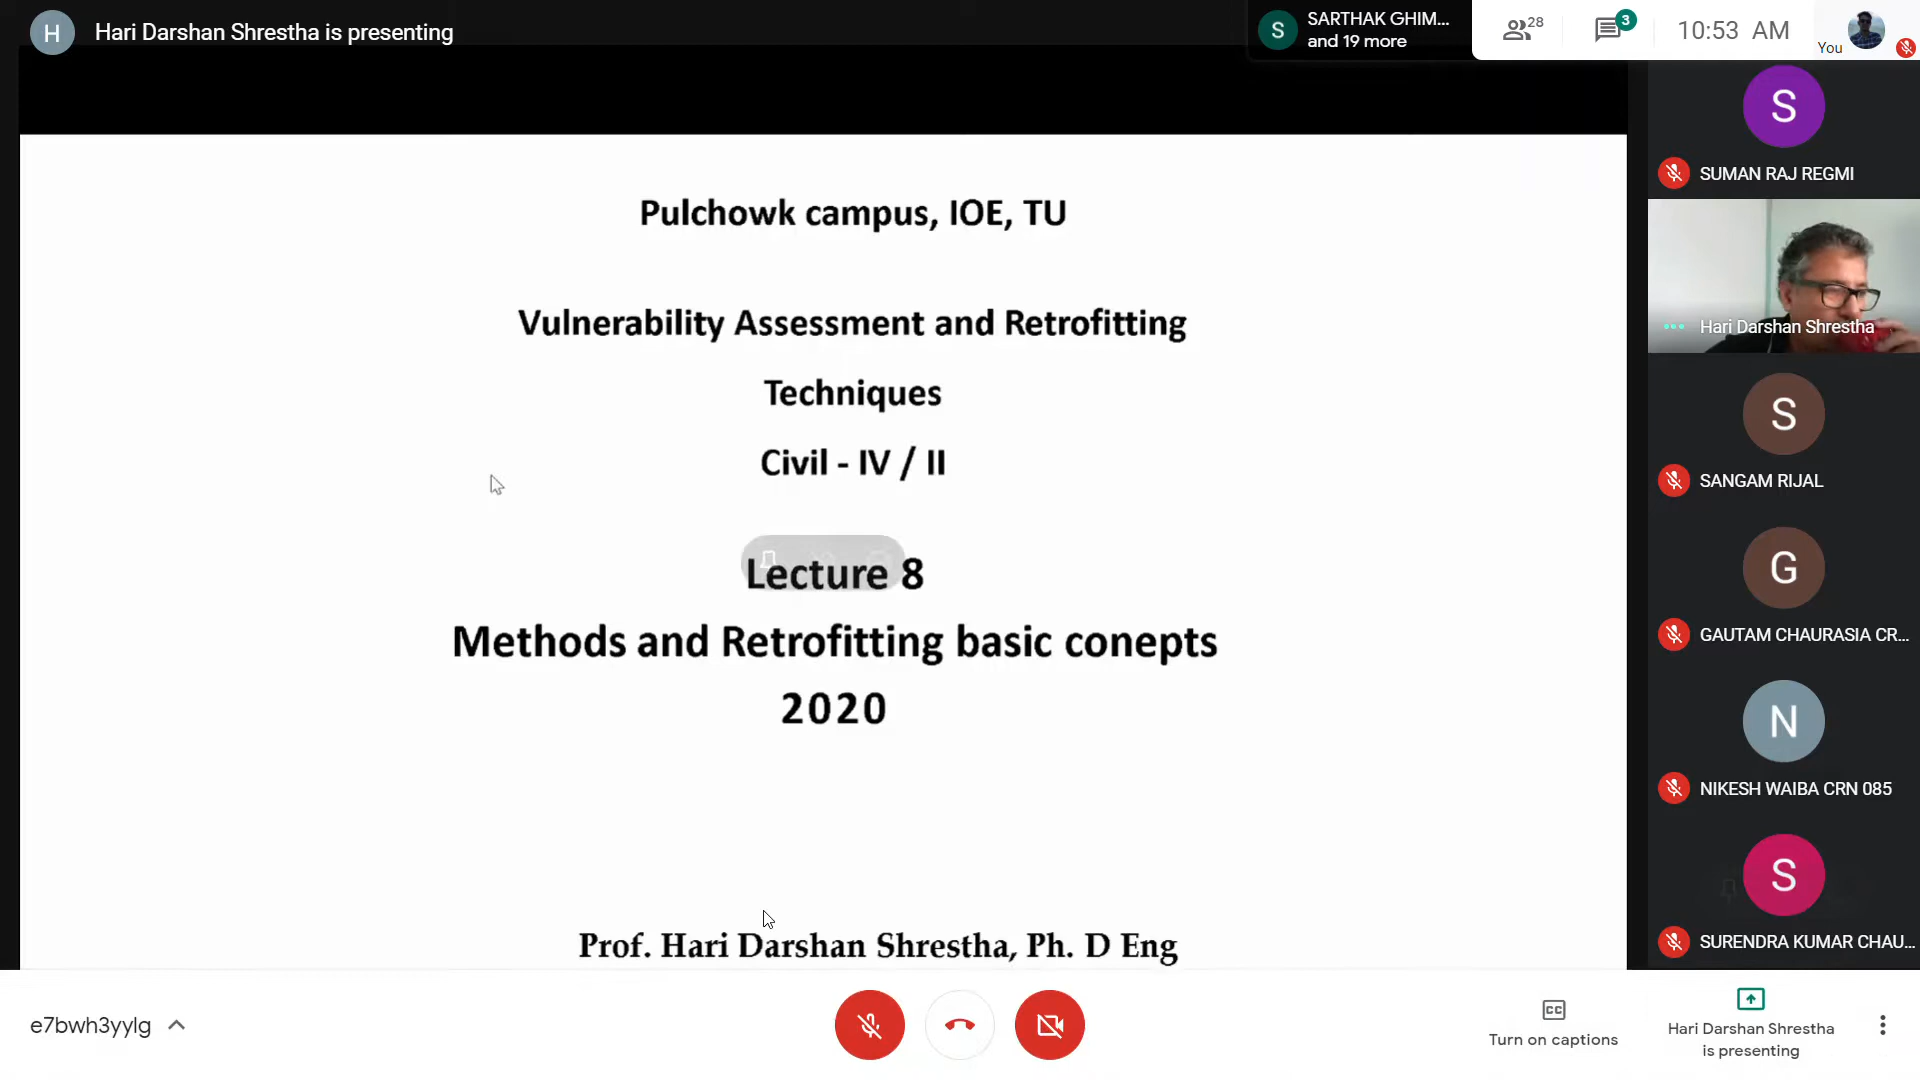 H
Hari Darshan Shrestha is presenting
S
SARTHAK GHIM...
and 19 more
28
3
10:53 AM
You
Pulchowk campus, IOE, TU
Vulnerability Assessment and Retrofitting
Techniques
Civil - IV / II
Lecture 8
Methods and Retrofitting basic conepts
2020
Prof. Hari Darshan Shrestha, Ph. D Eng
S
SUMAN RAJ REGMI
Hari Darshan Shrestha
S
SANGAM RIJAL
G
GAUTAM CHAURASIA CR...
N
NIKESH WAIBA CRN 085
S
SURENDRA KUMAR CHAU...
e7bwh3yylg
CC
Turn on captions
Hari Darshan Shrestha
is presenting